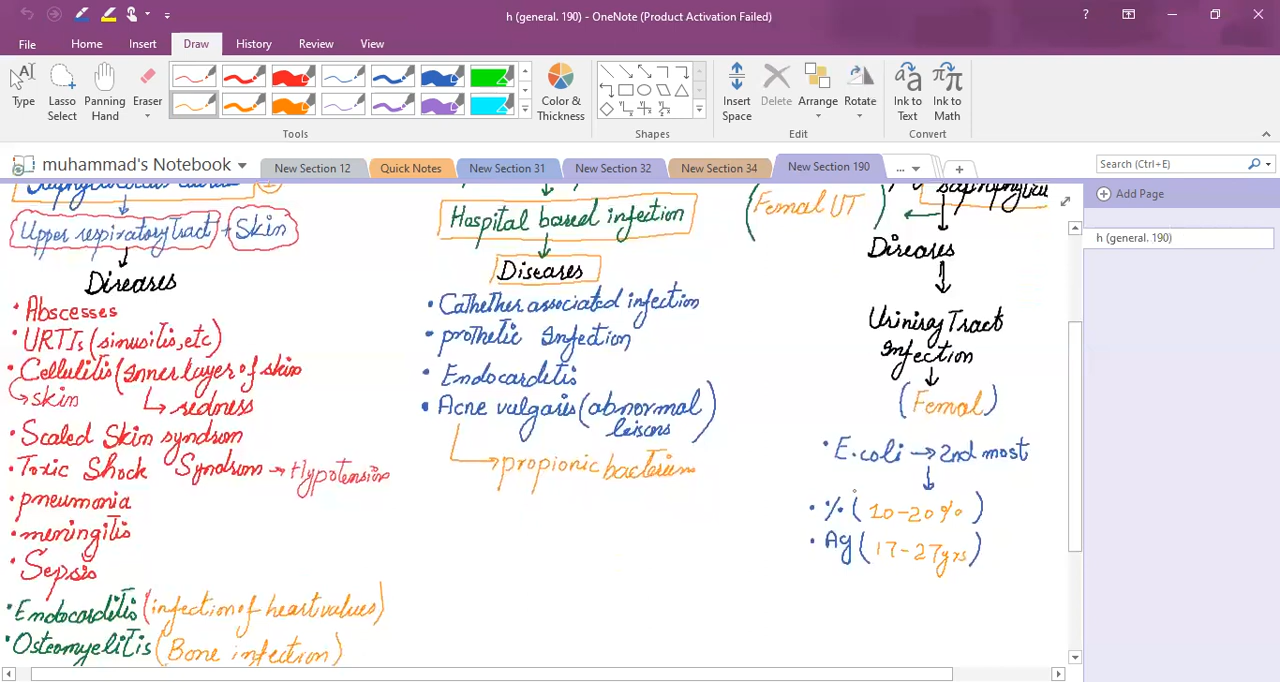 h (general. 190) - OneNote (Product Activation Failed)
File Home Insert Draw History Review View
Type
Lasso Select
Panning Hand
Eraser
Color & Thickness
Insert Space
Delete
Arrange
Rotate
Ink to Text
Ink to Math
Tools
Shapes
Edit
Convert
muhammad's Notebook
New Section 12
Quick Notes
New Section 31
New Section 32
New Section 34
New Section 190
...
Search (Ctrl+E)
Add Page
h (general. 190)
Upper respiratory Tract + Skin
Direares
• Abscesses
• URTIs (sinusitis, etc)
• Cellulitis (Inner layer of skin
skin
redness
• Scaled Skin syndrom
• Toxic Shock Syndrom → Hypotension
• pneumonia
• meningitis
• Sepsis
• Endocarditis (infection of heart values)
• Osteomyelitis (Bone infection)
Hospital based infection
Diseases
• Cathether associated infection
• prothetic Infection
• Endocarditis
• Acne vulgaris (abnormal leisons)
propionic bacterium
(Femal UT)
Direares
Urinisy Tract
Infection
(Femal)
• E.coli → 2nd most
• % (10-20%)
• Ag (17-27yrs)